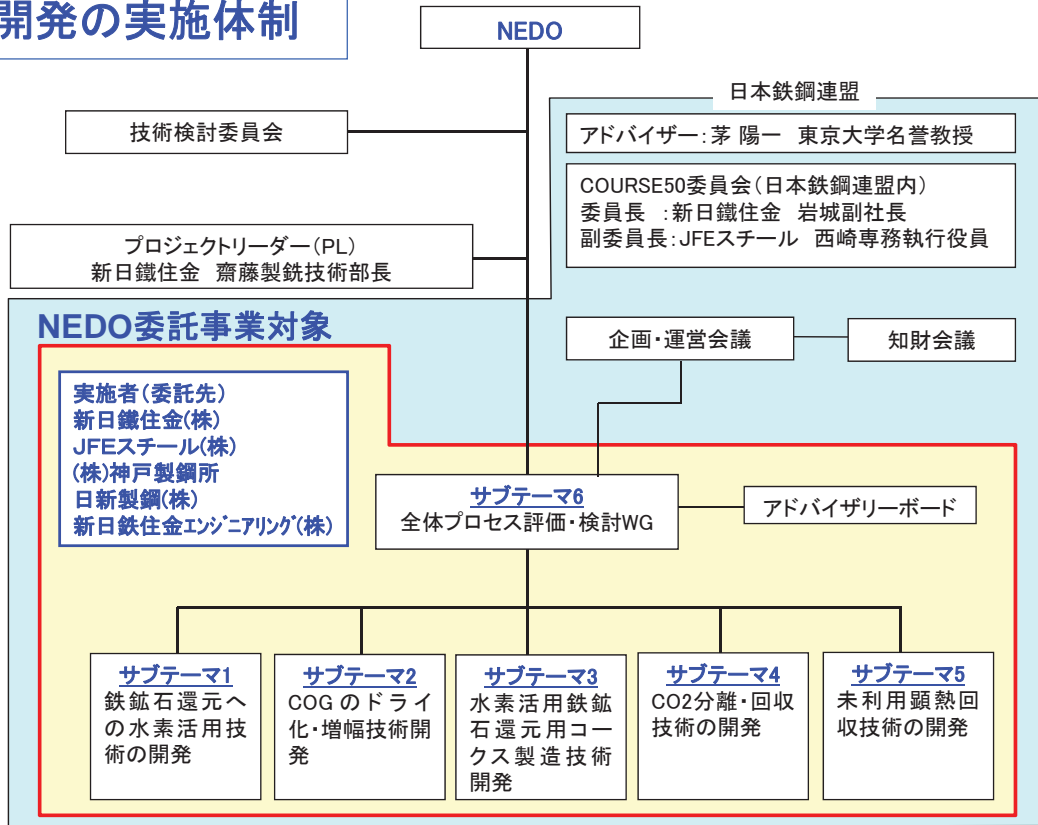 開発の実施体制
NEDO
日本鉄鋼連盟
技術検討委員会
アドバイザー:茅 陽一 東京大学名誉教授
COURSE50委員会(日本鉄鋼連盟内)
委員長 :新日鐵住金 岩城副社長
副委員長:JFEスチール 西崎専務執行役員
プロジェクトリーダー(PL)
新日鐵住金 齋藤製銑技術部長
NEDO委託事業対象
企画・運営会議
知財会議
実施者(委託先)
新日鐵住金(株)
JFEスチール(株)
(株)神戸製鋼所
日新製鋼(株)
新日鉄住金エンジニアリング(株)
サブテーマ6
全体プロセス評価・検討WG
アドバイザリーボード
サブテーマ1
鉄鉱石還元へ
の水素活用技
術の開発
サブテーマ2
COGのドライ
化・増幅技術開
発
サブテーマ3
水素活用鉄鉱
石還元用コー
クス製造技術
開発
サブテーマ4
CO2分離・回収
技術の開発
サブテーマ5
未利用顕熱回
収技術の開発